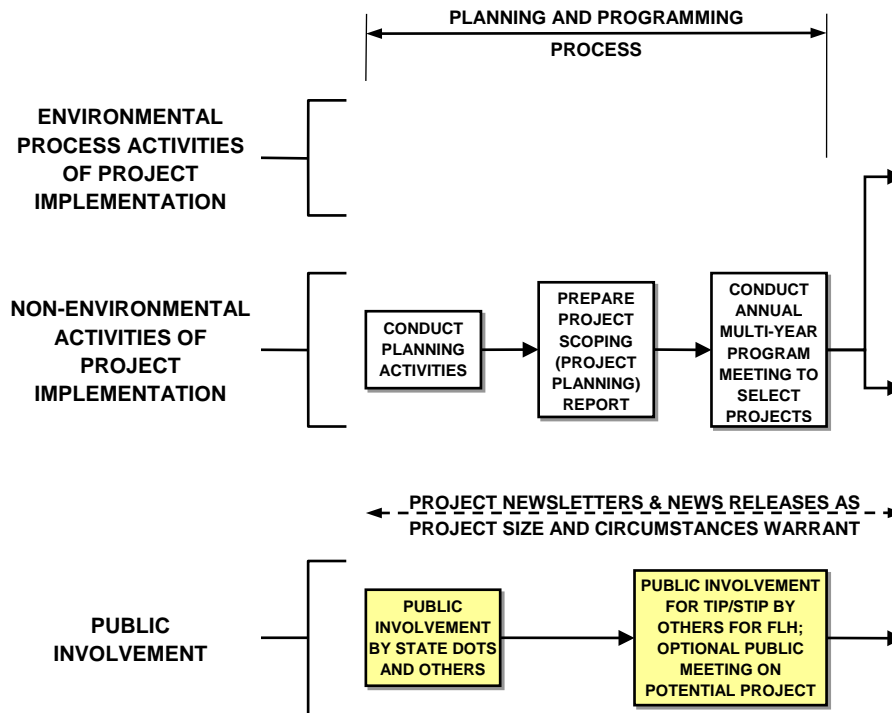 PLANNING AND PROGRAMMING
PROCESS
ENVIRONMENTAL
PROCESS ACTIVITIES
OF PROJECT
IMPLEMENTATION
NON-ENVIRONMENTAL
ACTIVITIES OF
PROJECT
IMPLEMENTATION
CONDUCT
PLANNING
ACTIVITIES
PREPARE
PROJECT
SCOPING
(PROJECT
PLANNING)
REPORT
CONDUCT
ANNUAL
MULTI-YEAR
PROGRAM
MEETING TO
SELECT
PROJECTS
PROJECT NEWSLETTERS & NEWS RELEASES AS
PROJECT SIZE AND CIRCUMSTANCES WARRANT
PUBLIC
INVOLVEMENT
PUBLIC
INVOLVEMENT
BY STATE DOTS
AND OTHERS
PUBLIC INVOLVEMENT
FOR TIP/STIP BY
OTHERS FOR FLH;
OPTIONAL PUBLIC
MEETING ON
POTENTIAL PROJECT